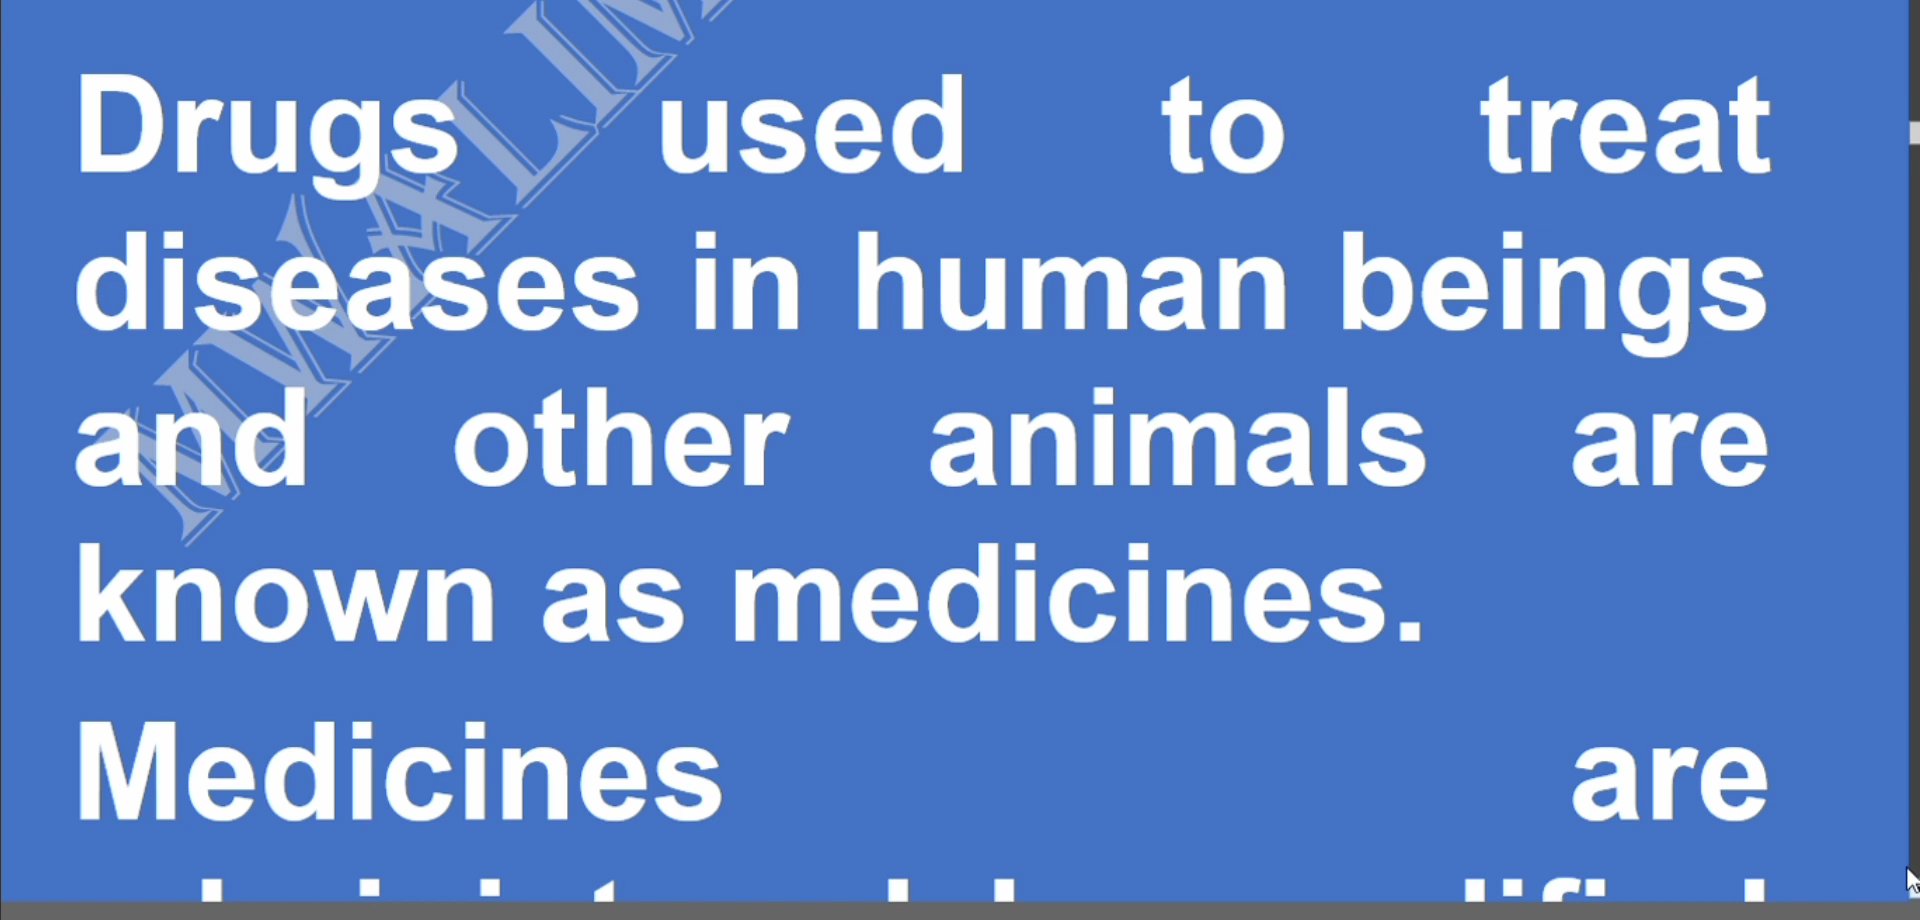 Drugs used to treat
diseases in human beings
and other animals are
known as medicines.
Medicines are